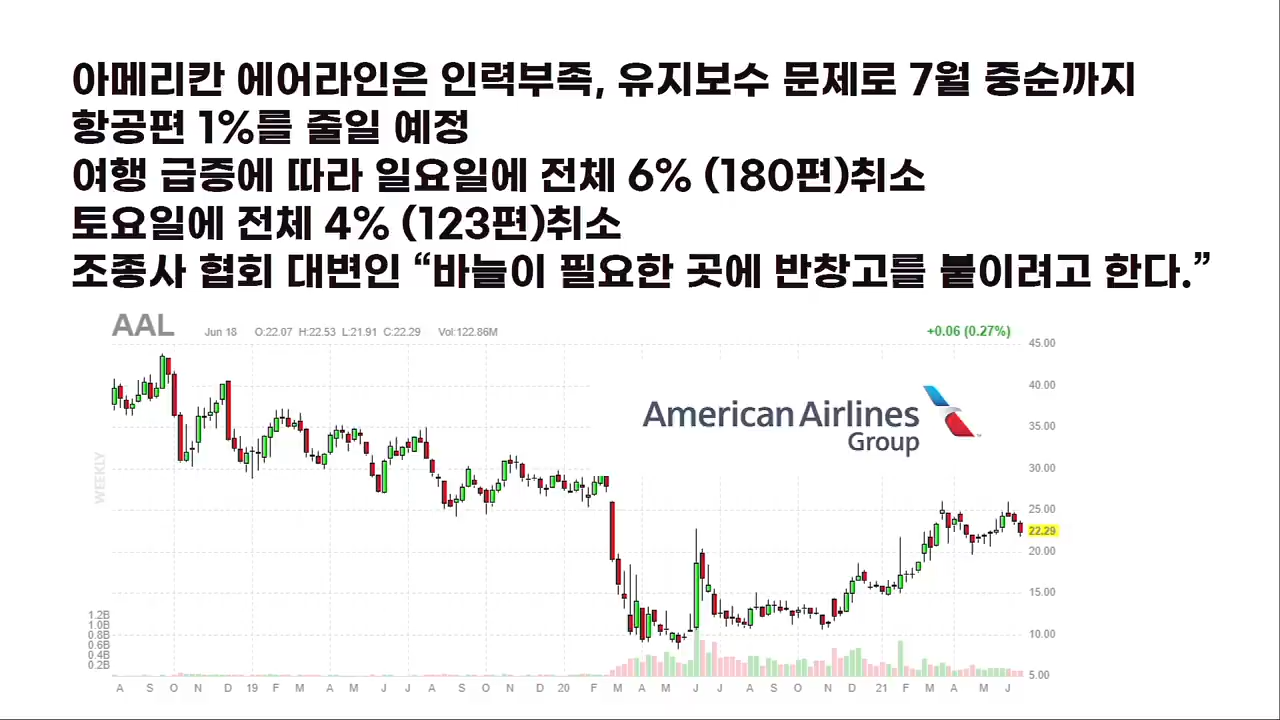 아메리칸 에어라인은 인력부족, 유지보수 문제로 7월 중순까지
항공편 1%를 줄일 예정
여행 급증에 따라 일요일에 전체 6% (180편)취소
토요일에 전체 4% (123편)취소
조종사 협회 대변인 “바늘이 필요한 곳에 반창고를 붙이려고 한다.”
AAL Jun 18 O:22.07 H:22.53 L:21.91 C:22.29 Vol:122.86M +0.06 (0.27%)
45.00
40.00
American Airlines
Group
35.00
30.00
WEEKLY
25.00
22.29
20.00
15.00
10.00
5.00
1.2B
1.0B
0.8B
0.6B
0.4B
0.2B
A S O N D 19 F M A M J J A S O N D 20 F M A M J J A S O N D 21 F M A M J